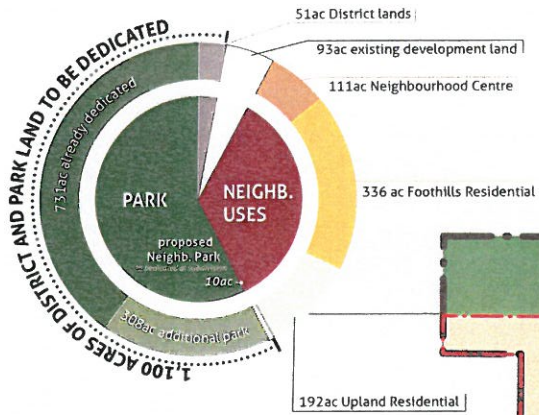 51ac District lands
93ac existing development land
111ac Neighbourhood Centre
336 ac Foothills Residential
192ac Upland Residential
1,100 ACRES OF DISTRICT AND PARK LAND TO BE DEDICATED
731ac already dedicated
PARK
NEIGHB.
USES
proposed
Neighb. Park
10ac
308ac additional park